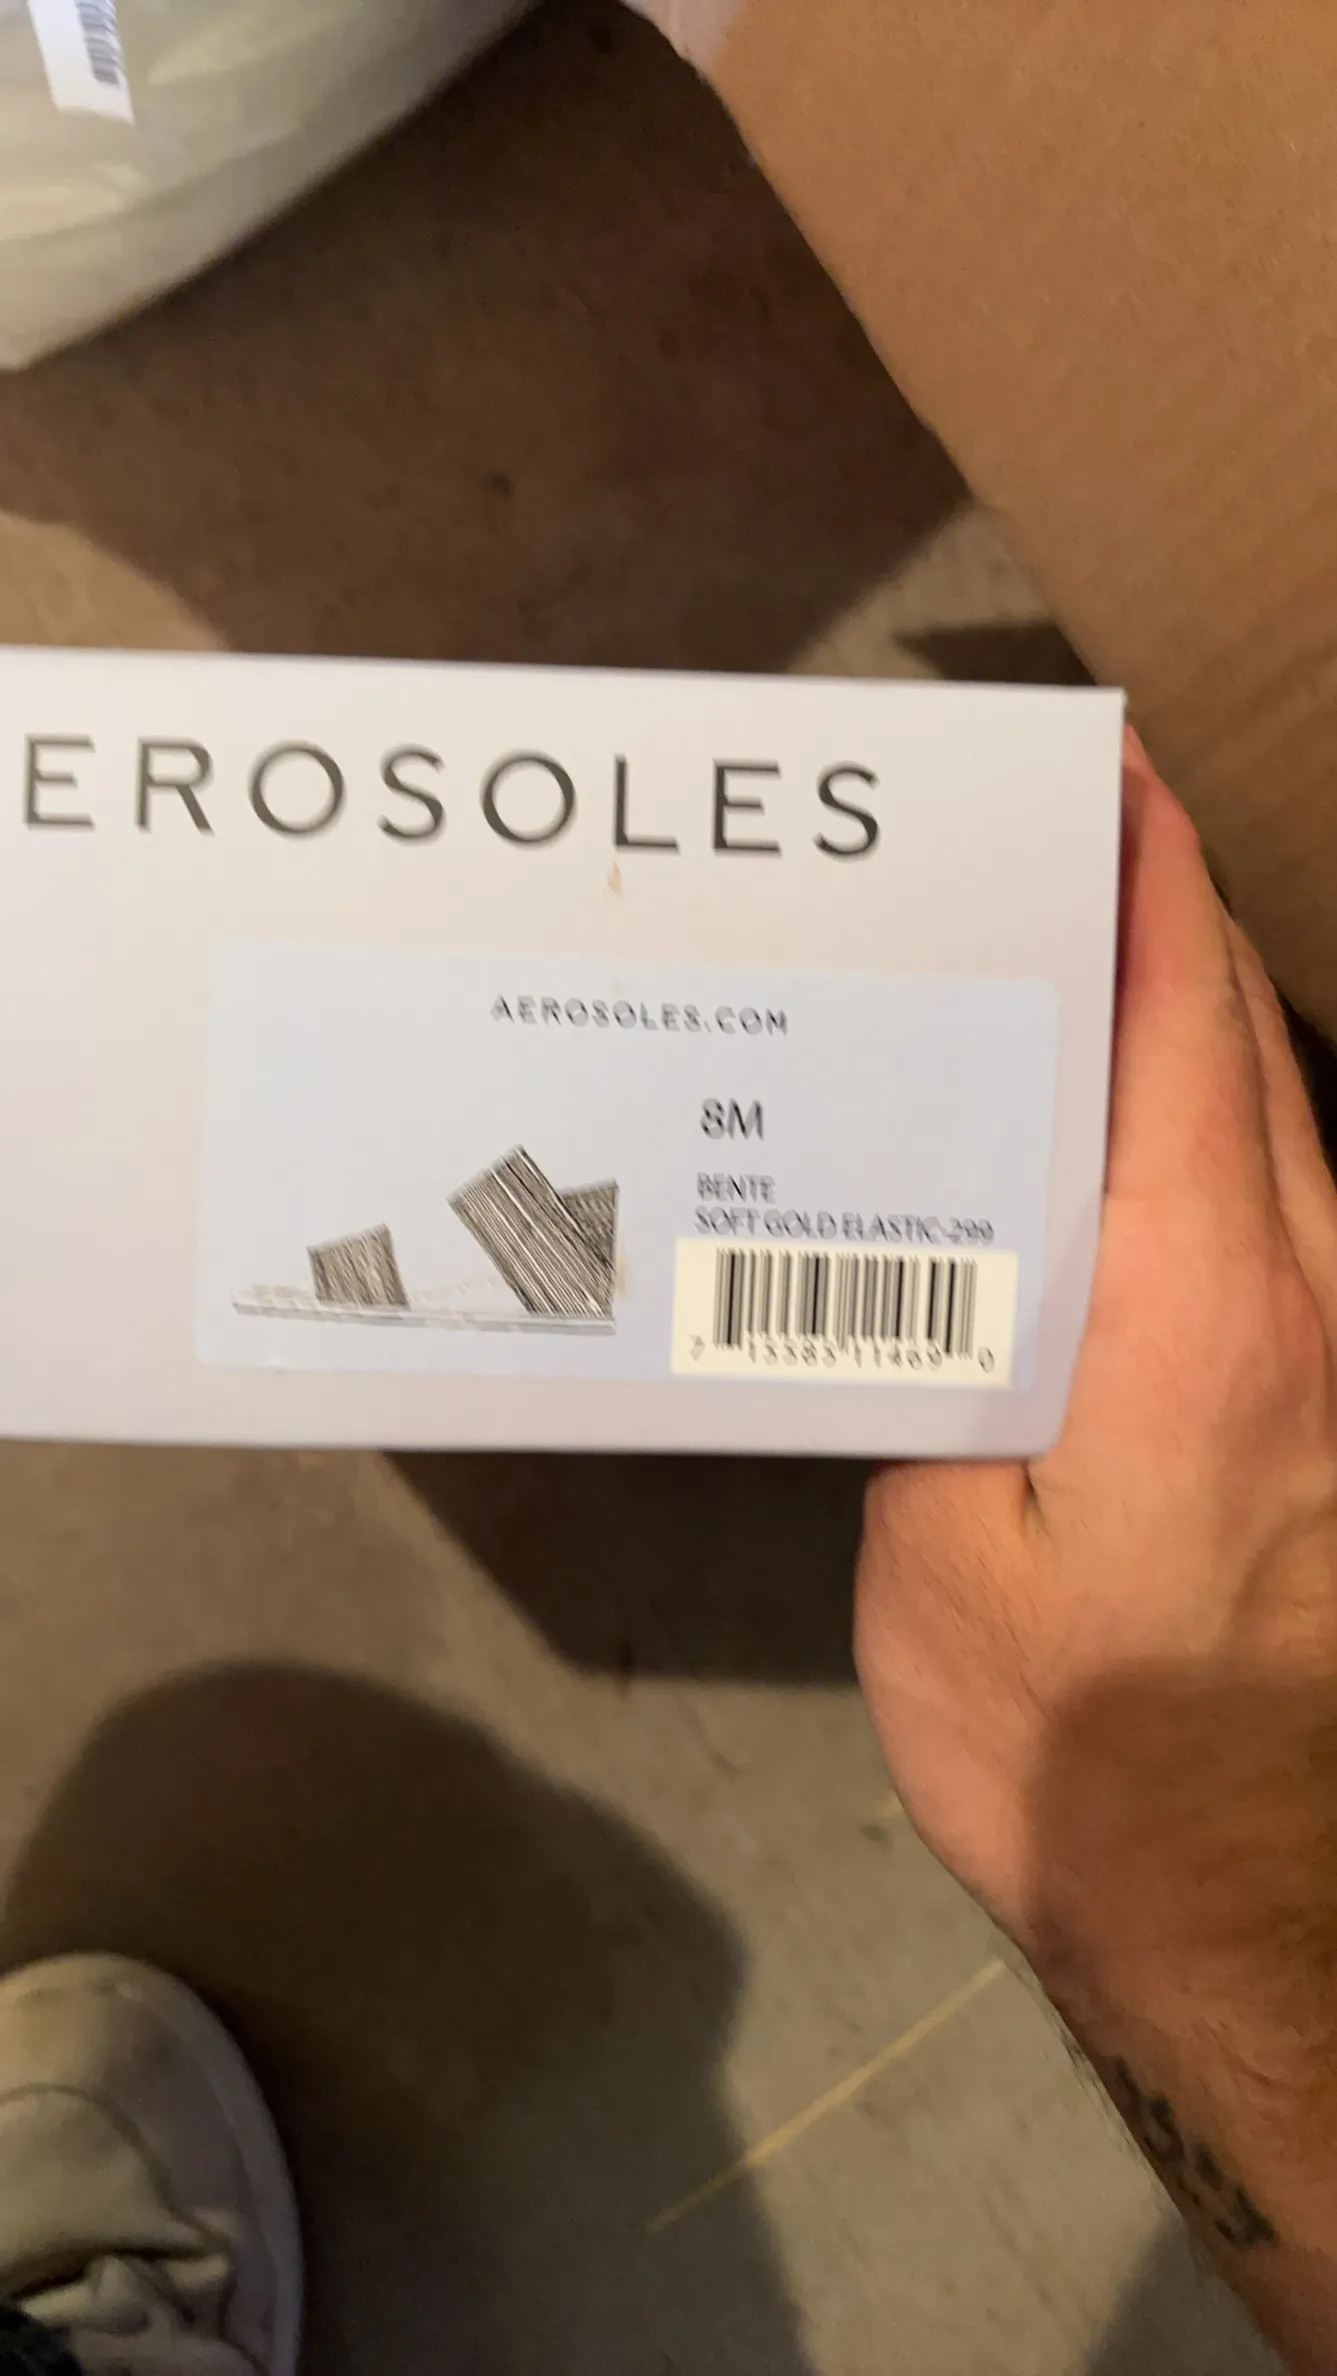 EROSOLES
AEROSOLES.COM
8M
BENTE
SOFT GOLD ELASTIC-299